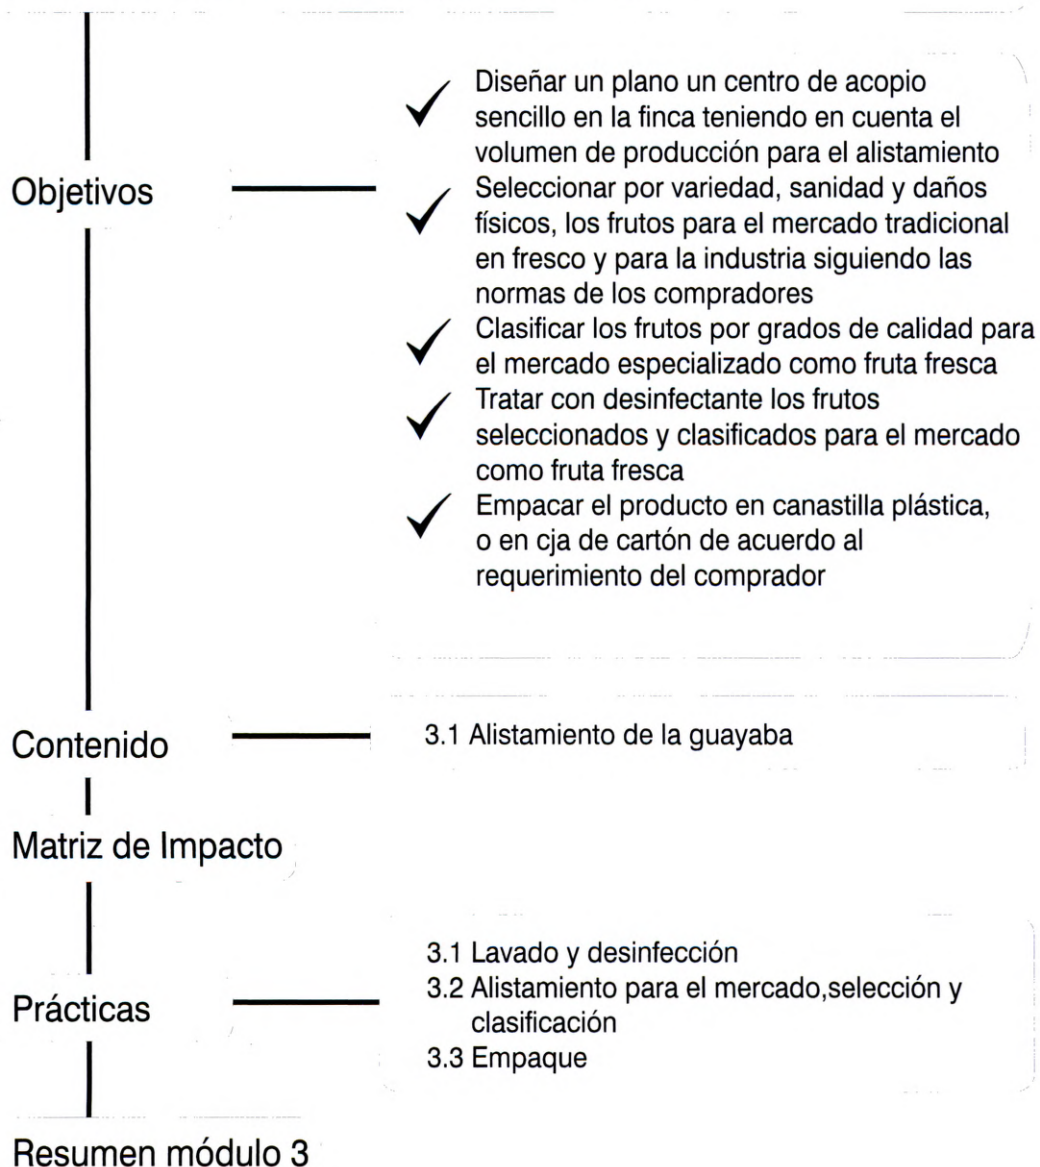 Objetivos
Diseñar un plano un centro de acopio
sencillo en la finca teniendo en cuenta el
volumen de producción para el alistamiento
Seleccionar por variedad, sanidad y daños
físicos, los frutos para el mercado tradicional
en fresco y para la industria siguiendo las
normas de los compradores
Clasificar los frutos por grados de calidad para
el mercado especializado como fruta fresca
Tratar con desinfectante los frutos
seleccionados y clasificados para el mercado
como fruta fresca
Empacar el producto en canastilla plástica,
o en cja de cartón de acuerdo al
requerimiento del comprador
Contenido
3.1 Alistamiento de la guayaba
Matriz de Impacto
Prácticas
3.1 Lavado y desinfección
3.2 Alistamiento para el mercado,selección y
clasificación
3.3 Empaque
Resumen módulo 3